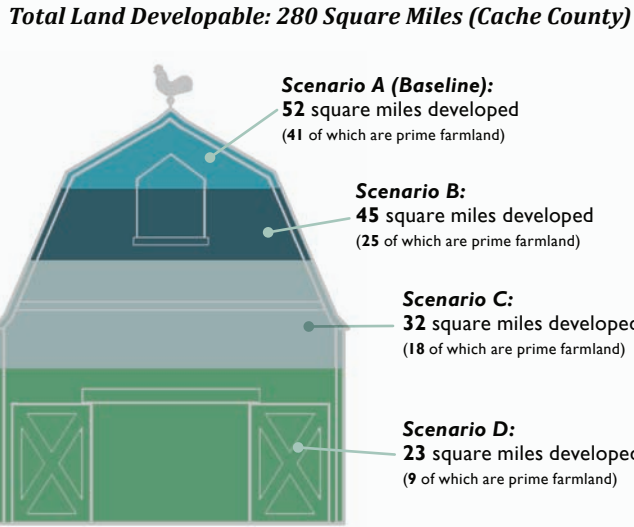 Total Land Developable: 280 Square Miles (Cache County)
Scenario A (Baseline):
52 square miles developed
(41 of which are prime farmland)
Scenario B:
45 square miles developed
(25 of which are prime farmland)
Scenario C:
32 square miles developed
(18 of which are prime farmland)
Scenario D:
23 square miles developed
(9 of which are prime farmland)